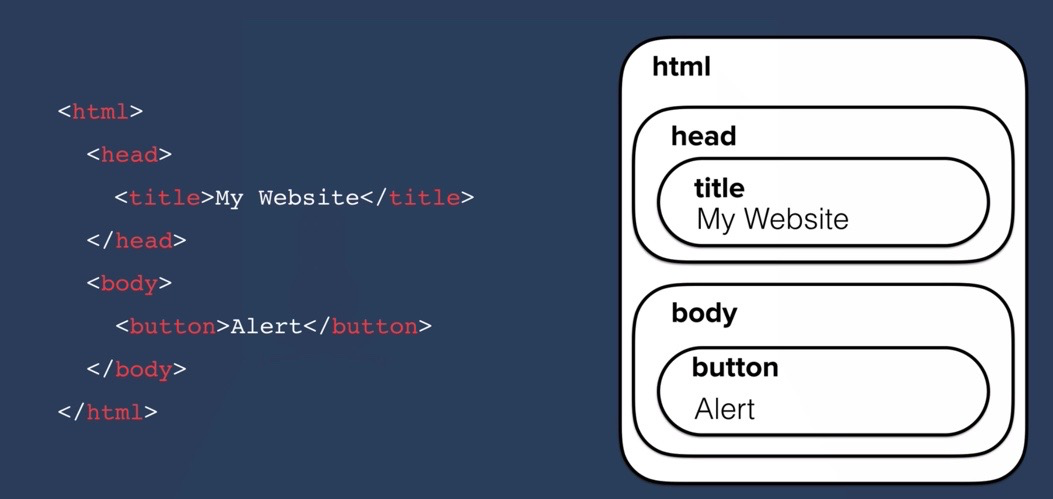 <html>
<head>
<title>My Website</title>
</head>
<body>
<button>Alert</button>
</body>
</html>
html
head
title
My Website
body
button
Alert